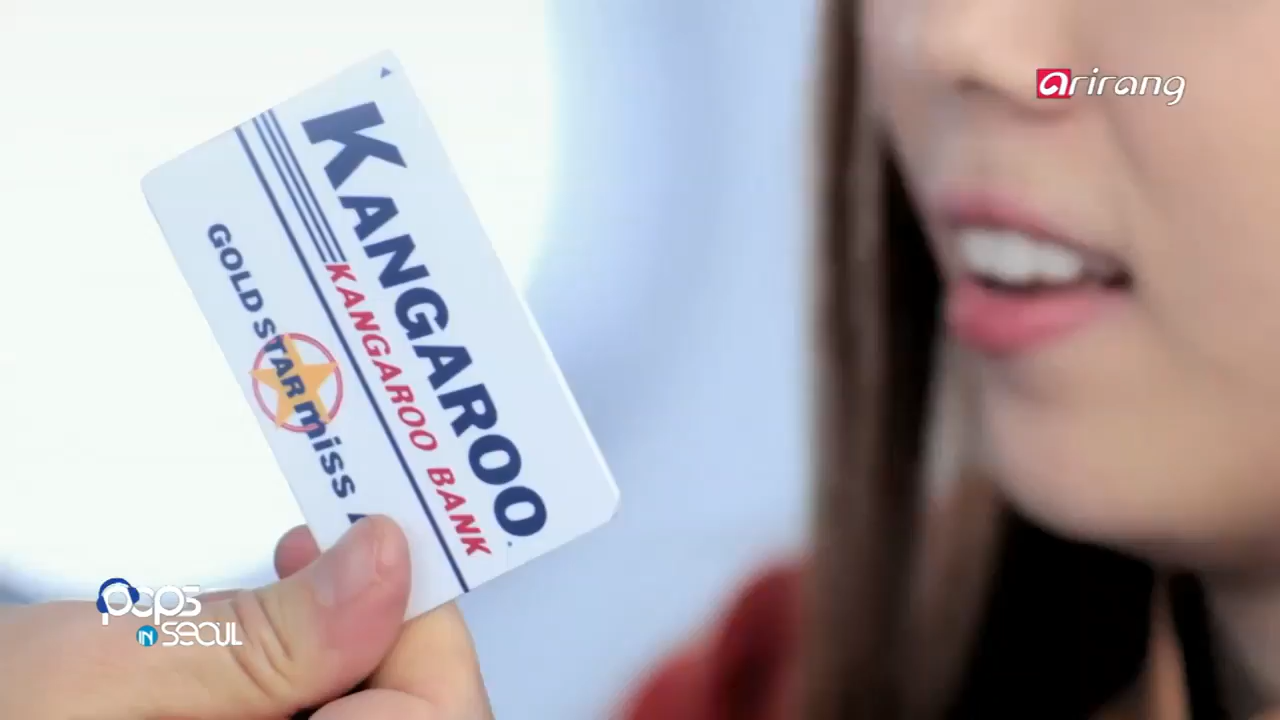 KANGAROO
KANGAROO BANK
GOLD STAR miss
arirang
pops
IN SEOUL